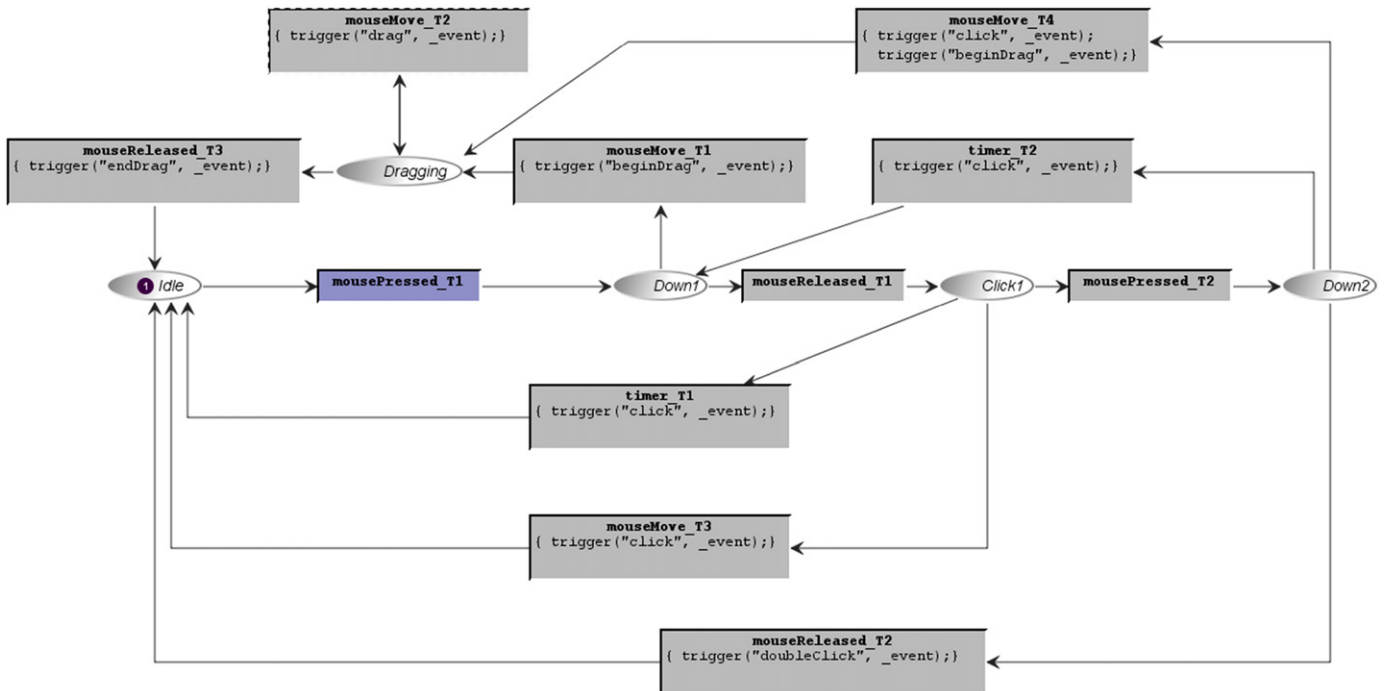 mouseMove_T2
{ trigger("drag", _event);}
mouseMove_T4
{ trigger("click", _event);
trigger("beginDrag", _event);}
mouseReleased_T3
{ trigger("endDrag", _event);}
Dragging
mouseMove_T1
{ trigger("beginDrag", _event);}
timer_T2
{ trigger("click", _event);}
1 Idle
mousePressed_T1
Down1
mouseReleased_T1
Click1
mousePressed_T2
Down2
timer_T1
{ trigger("click", _event);}
mouseMove_T3
{ trigger("click", _event);}
mouseReleased_T2
{ trigger("doubleClick", _event);}